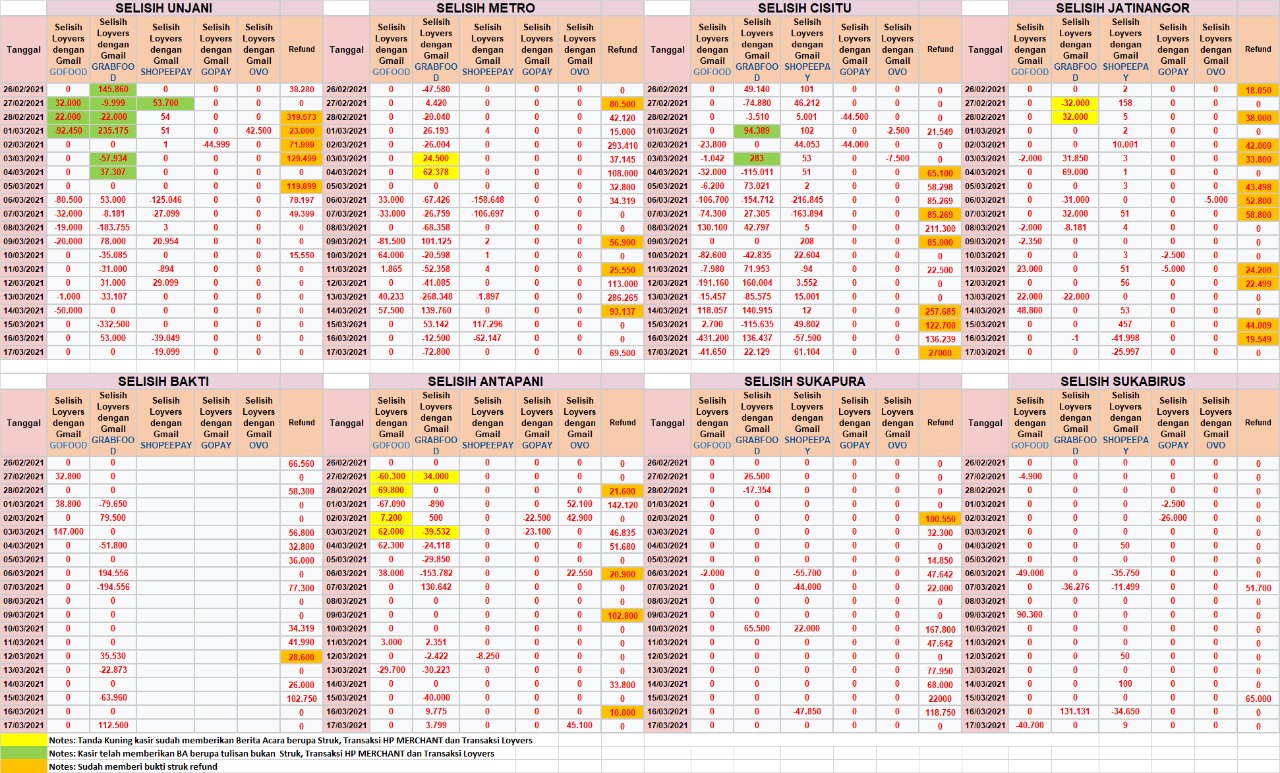 SELISIH UNJANI SELISIH METRO SELISIH CISITU SELISIH JATINANGOR
Tanggal Selisih Loyvers dengan Gmail GOFOOD Selisih Loyvers dengan Gmail GRABFOOD Selisih Loyvers dengan Gmail SHOPEEPAY Selisih Loyvers dengan Gmail GOPAY Selisih Loyvers dengan Gmail OVO Refund Tanggal Selisih Loyvers dengan Gmail GOFOOD Selisih Loyvers dengan Gmail GRABFOOD Selisih Loyvers dengan Gmail SHOPEEPAY Selisih Loyvers dengan Gmail GOPAY Selisih Loyvers dengan Gmail OVO Refund Tanggal Selisih Loyvers dengan Gmail GOFOOD Selisih Loyvers dengan Gmail GRABFOOD Selisih Loyvers dengan Gmail SHOPEEPAY Selisih Loyvers dengan Gmail GOPAY Selisih Loyvers dengan Gmail OVO Refund Tanggal Selisih Loyvers dengan Gmail GOFOOD Selisih Loyvers dengan Gmail GRABFOOD Selisih Loyvers dengan Gmail SHOPEEPAY Selisih Loyvers dengan Gmail GOPAY Selisih Loyvers dengan Gmail OVO Refund
26/02/2021 0 145.860 0 0 0 38.280 26/02/2021 0 -47.580 0 0 0 0 26/02/2021 0 49.140 101 0 0 0 26/02/2021 0 0 2 0 0 18.050
27/02/2021 32.000 -9.999 53.700 0 0 0 27/02/2021 0 4.420 0 0 0 80.500 27/02/2021 0 -74.880 46.212 0 0 0 27/02/2021 0 -32.000 158 0 0 0
28/02/2021 22.000 -22.000 54 0 0 319.573 28/02/2021 0 -20.040 0 0 0 42.120 28/02/2021 0 -3.510 5.001 -44.500 0 0 28/02/2021 0 32.000 5 0 0 38.000
01/03/2021 -92.450 235.175 51 0 42.500 23.000 01/03/2021 0 26.193 4 0 0 15.000 01/03/2021 0 94.389 102 0 -2.500 21.549 01/03/2021 0 0 2 0 0 0
02/03/2021 0 0 1 -44.999 0 71.999 02/03/2021 0 -26.004 0 0 0 293.410 02/03/2021 -23.800 0 44.053 -44.000 0 0 02/03/2021 0 0 10.001 0 0 42.000
03/03/2021 0 -57.934 0 0 0 129.499 03/03/2021 0 24.500 0 0 0 37.145 03/03/2021 -1.042 283 53 0 -7.500 0 03/03/2021 -2.000 31.850 3 0 0 33.800
04/03/2021 0 37.307 0 0 0 0 04/03/2021 0 62.378 0 0 0 108.000 04/03/2021 -32.000 -115.011 51 0 0 65.100 04/03/2021 0 69.000 1 0 0 0
05/03/2021 0 0 0 0 0 119.899 05/03/2021 0 0 0 0 0 32.800 05/03/2021 -6.200 73.021 2 0 0 58.298 05/03/2021 0 0 3 0 0 43.498
06/03/2021 -80.500 53.000 -125.046 0 0 78.197 06/03/2021 33.000 -67.426 -158.648 0 0 34.319 06/03/2021 -106.700 -154.712 -216.845 0 0 85.269 06/03/2021 0 -31.000 0 0 -5.000 52.800
07/03/2021 -32.000 -8.181 -27.099 0 0 49.399 07/03/2021 -33.000 -26.759 -106.697 0 0 0 07/03/2021 -74.300 27.305 -163.894 0 0 85.269 07/03/2021 0 32.000 51 0 0 58.800
08/03/2021 -19.000 -183.755 3 0 0 0 08/03/2021 0 -68.358 0 0 0 0 08/03/2021 130.100 42.797 5 0 0 211.300 08/03/2021 -2.000 -8.181 4 0 0 0
09/03/2021 -20.000 78.000 20.954 0 0 0 09/03/2021 -81.500 101.125 2 0 0 56.900 09/03/2021 0 0 208 0 0 85.000 09/03/2021 -2.350 0 0 0 0 0
10/03/2021 0 -35.085 0 0 0 15.550 10/03/2021 64.000 -20.598 1 0 0 0 10/03/2021 -82.600 -42.835 22.604 0 0 0 10/03/2021 0 0 3 -2.500 0 0
11/03/2021 0 -31.000 -894 0 0 0 11/03/2021 1.865 -52.358 4 0 0 25.550 11/03/2021 -7.980 71.953 -94 0 0 22.500 11/03/2021 23.000 0 51 -5.000 0 24.200
12/03/2021 0 31.000 29.099 0 0 0 12/03/2021 0 -41.085 0 0 0 113.000 12/03/2021 -191.160 160.004 3.552 0 0 0 12/03/2021 0 0 56 0 0 22.499
13/03/2021 -1.000 -33.107 0 0 0 0 13/03/2021 40.233 -268.348 -1.897 0 0 286.265 13/03/2021 -15.457 -85.575 15.001 0 0 0 13/03/2021 22.000 -22.000 0 0 0 0
14/03/2021 -50.000 0 0 0 0 0 14/03/2021 57.500 139.760 0 0 0 93.137 14/03/2021 118.057 140.915 12 0 0 257.685 14/03/2021 48.800 0 53 0 0 0
15/03/2021 0 -332.500 0 0 0 0 15/03/2021 0 53.142 117.296 0 0 0 15/03/2021 2.700 -115.635 49.802 0 0 122.700 15/03/2021 0 0 457 0 0 44.009
16/03/2021 0 53.000 -39.049 0 0 0 16/03/2021 0 -12.500 -62.147 0 0 0 16/03/2021 -431.200 136.437 -57.500 0 0 136.239 16/03/2021 0 -1 -41.998 0 0 19.549
17/03/2021 0 0 -19.099 0 0 0 17/03/2021 0 -72.800 0 0 0 69.500 17/03/2021 -41.650 22.129 61.104 0 0 27000 17/03/2021 0 0 -25.997 0 0 0
SELISIH BAKTI SELISIH ANTAPANI SELISIH SUKAPURA SELISIH SUKABIRUS
Tanggal Selisih Loyvers dengan Gmail GOFOOD Selisih Loyvers dengan Gmail GRABFOOD Selisih Loyvers dengan Gmail SHOPEEPAY Selisih Loyvers dengan Gmail GOPAY Selisih Loyvers dengan Gmail OVO Refund Tanggal Selisih Loyvers dengan Gmail GOFOOD Selisih Loyvers dengan Gmail GRABFOOD Selisih Loyvers dengan Gmail SHOPEEPAY Selisih Loyvers dengan Gmail GOPAY Selisih Loyvers dengan Gmail OVO Refund Tanggal Selisih Loyvers dengan Gmail GOFOOD Selisih Loyvers dengan Gmail GRABFOOD Selisih Loyvers dengan Gmail SHOPEEPAY Selisih Loyvers dengan Gmail GOPAY Selisih Loyvers dengan Gmail OVO Refund Tanggal Selisih Loyvers dengan Gmail GOFOOD Selisih Loyvers dengan Gmail GRABFOOD Selisih Loyvers dengan Gmail SHOPEEPAY Selisih Loyvers dengan Gmail GOPAY Selisih Loyvers dengan Gmail OVO Refund
26/02/2021 0 0 66.560 26/02/2021 0 0 0 0 0 0 26/02/2021 0 0 0 0 0 0 26/02/2021 0 0 0 0 0 0
27/02/2021 32.800 0 0 27/02/2021 -60.300 34.000 0 0 0 0 27/02/2021 0 26.500 0 0 0 0 27/02/2021 -4.900 0 0 0 0 0
28/02/2021 0 0 58.300 28/02/2021 69.800 0 0 0 0 21.600 28/02/2021 0 -17.354 0 0 0 0 28/02/2021 0 0 0 0 0 0
01/03/2021 38.800 -79.650 0 01/03/2021 -67.090 -890 0 0 52.100 142.120 01/03/2021 0 0 0 0 0 0 01/03/2021 0 0 0 -2.500 0 0
02/03/2021 0 79.500 0 02/03/2021 7.200 500 0 -22.500 42.900 0 02/03/2021 0 0 0 0 0 100.550 02/03/2021 0 0 0 -26.000 0 0
03/03/2021 147.000 0 56.800 03/03/2021 62.000 -39.532 0 -23.100 0 46.835 03/03/2021 0 0 0 0 0 32.300 03/03/2021 0 0 0 0 0 0
04/03/2021 0 -51.800 32.800 04/03/2021 62.300 -24.118 0 0 0 51.680 04/03/2021 0 0 0 0 0 0 04/03/2021 0 0 50 0 0 0
05/03/2021 0 0 36.000 05/03/2021 0 -29.850 0 0 0 0 05/03/2021 0 0 0 0 0 14.850 05/03/2021 0 0 0 0 0 0
06/03/2021 0 194.556 0 06/03/2021 38.000 -153.782 0 0 22.550 20.900 06/03/2021 -2.000 0 -55.700 0 0 47.642 06/03/2021 -49.000 0 -35.750 0 0 0
07/03/2021 0 -194.556 77.300 07/03/2021 0 130.642 0 0 0 0 07/03/2021 0 0 -44.000 0 0 22.000 07/03/2021 0 -36.276 -11.499 0 0 51.700
08/03/2021 0 0 0 08/03/2021 0 0 0 0 0 0 08/03/2021 0 0 0 0 0 0 08/03/2021 0 0 0 0 0 0
09/03/2021 0 0 0 09/03/2021 0 0 0 0 0 102.800 09/03/2021 0 0 0 0 0 0 09/03/2021 90.300 0 0 0 0 0
10/03/2021 0 0 34.319 10/03/2021 0 0 0 0 0 0 10/03/2021 0 65.500 22.000 0 0 167.800 10/03/2021 0 0 0 0 0 0
11/03/2021 0 0 41.990 11/03/2021 3.000 2.351 0 0 0 0 11/03/2021 0 0 0 0 0 47.642 11/03/2021 0 0 0 0 0 0
12/03/2021 0 35.530 28.600 12/03/2021 0 -2.422 -8.250 0 0 0 12/03/2021 0 0 0 0 0 0 12/03/2021 0 0 50 0 0 0
13/03/2021 0 -22.873 0 13/03/2021 -29.700 -30.223 0 0 0 0 13/03/2021 0 0 0 0 0 77.950 13/03/2021 0 0 0 0 0 0
14/03/2021 0 0 26.000 14/03/2021 0 0 0 0 0 33.800 14/03/2021 0 0 0 0 0 68.000 14/03/2021 0 0 100 0 0 0
15/03/2021 0 -63.960 102.750 15/03/2021 0 -40.000 0 0 0 0 15/03/2021 0 0 0 0 0 22000 15/03/2021 0 0 0 0 0 65.000
16/03/2021 0 0 0 16/03/2021 0 9.775 0 0 0 10.000 16/03/2021 0 0 -47.850 0 0 118.750 16/03/2021 0 131.131 -34.650 0 0 0
17/03/2021 0 112.500 0 17/03/2021 0 3.799 0 0 45.100 0 17/03/2021 0 0 0 0 0 0 17/03/2021 -40.700 0 9 0 0 0
Notes: Tanda Kuning kasir sudah memberikan Berita Acara berupa Struk, Transaksi HP MERCHANT dan Transaksi Loyvers
Notes: Kasir telah memberikan BA berupa tulisan bukan Struk, Transaksi HP MERCHANT dan Transaksi Loyvers
Notes: Sudah memberi bukti struk refund